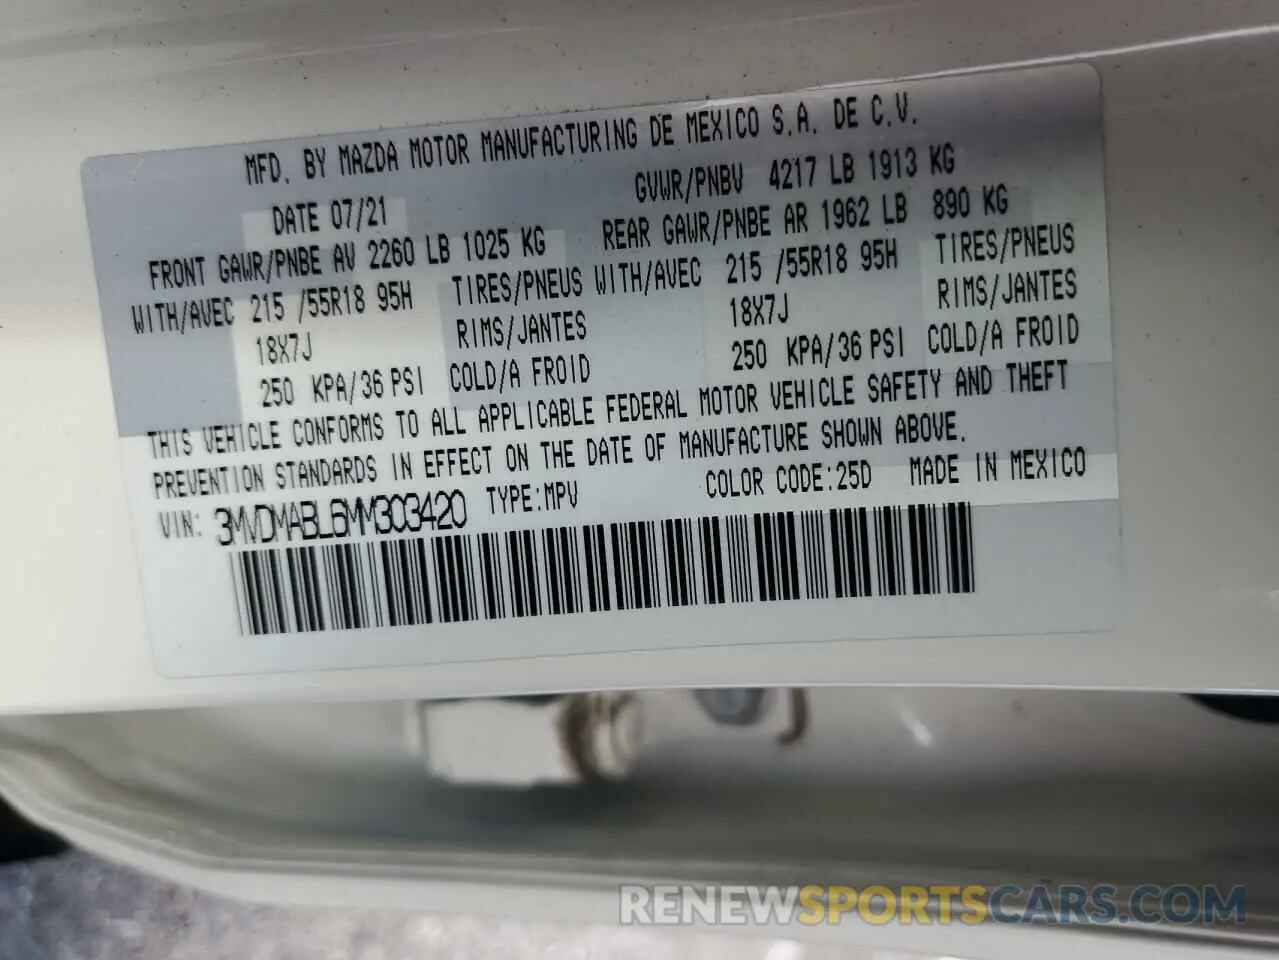 MFD. BY MAZDA MOTOR MANUFACTURING DE MEXICO S.A. DE C.V.
DATE 07/21 GVWR/PNBV 4217 LB 1913 KG
FRONT GAWR/PNBE AV 2260 LB 1025 KG REAR GAWR/PNBE AR 1962 LB 890 KG
WITH/AVEC 215 /55R18 95H TIRES/PNEUS WITH/AVEC 215 /55R18 95H TIRES/PNEUS
18X7J RIMS/JANTES 18X7J RIMS/JANTES
250 KPA/36 PSI COLD/A FROID 250 KPA/36 PSI COLD/A FROID
THIS VEHICLE CONFORMS TO ALL APPLICABLE FEDERAL MOTOR VEHICLE SAFETY AND THEFT
PREVENTION STANDARDS IN EFFECT ON THE DATE OF MANUFACTURE SHOWN ABOVE.
VIN: 3MVDMABL6MM303420 TYPE:MPV COLOR CODE:25D MADE IN MEXICO
RENEWSPORTSCARS.COM